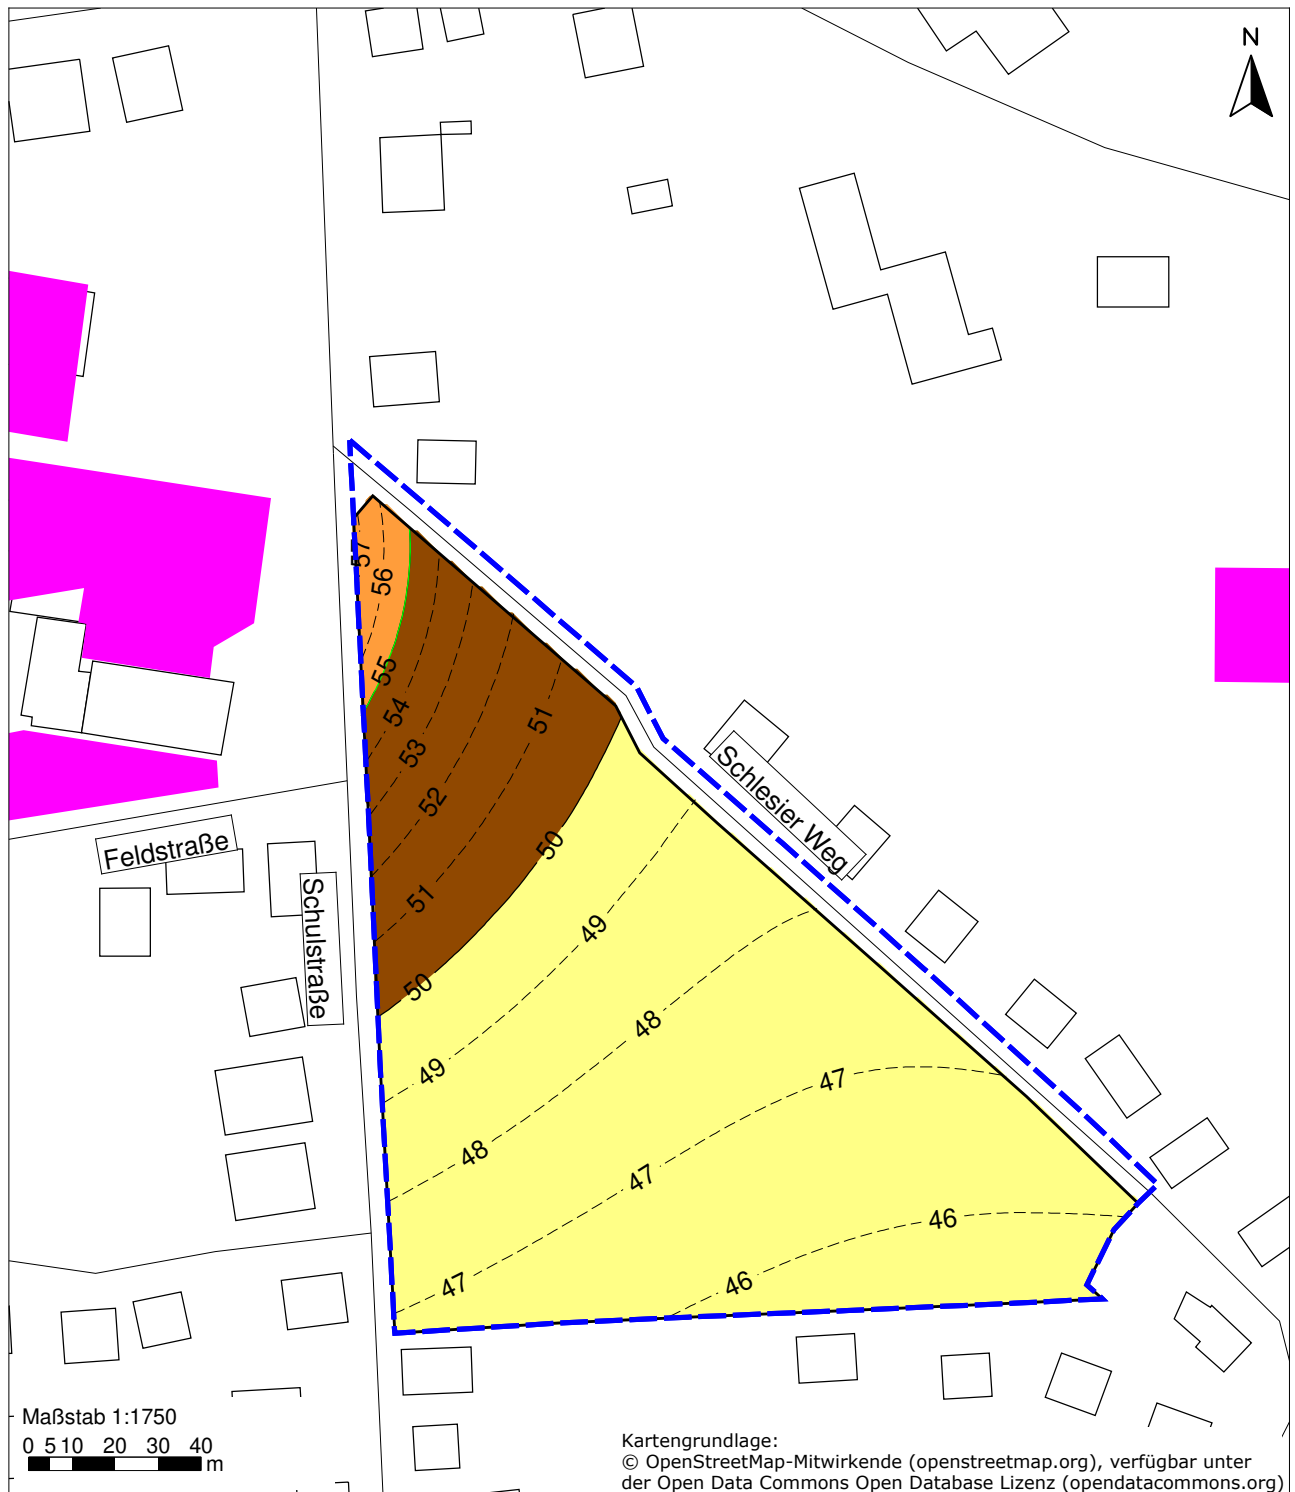 N
57
56
55
54
53
52
51
51
50
50
49
49
48
48
47
47
47
46
46
Schlesier Weg
Feldstraße
Schulstraße
Maßstab 1:1750
0 5 10 20 30 40
m
Kartengrundlage:
© OpenStreetMap-Mitwirkende (openstreetmap.org), verfügbar unter
der Open Data Commons Open Database Lizenz (opendatacommons.org)